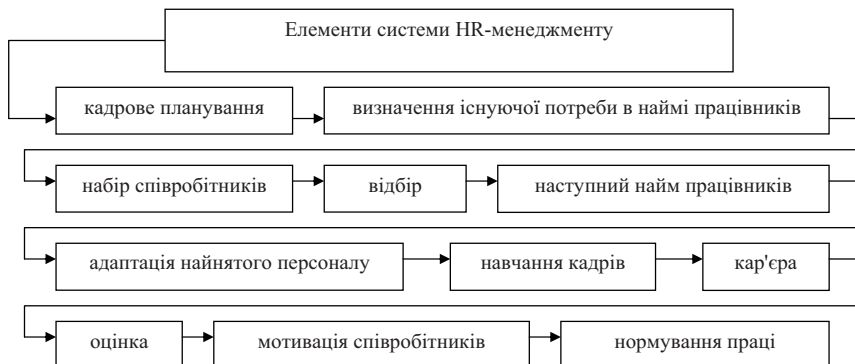 Елементи системи HR-менеджменту
кадрове планування
визначення існуючої потреби в наймі працівників
набір співробітників
відбір
наступний найм працівників
адаптація найнятого персоналу
навчання кадрів
кар'єра
оцінка
мотивація співробітників
нормування праці